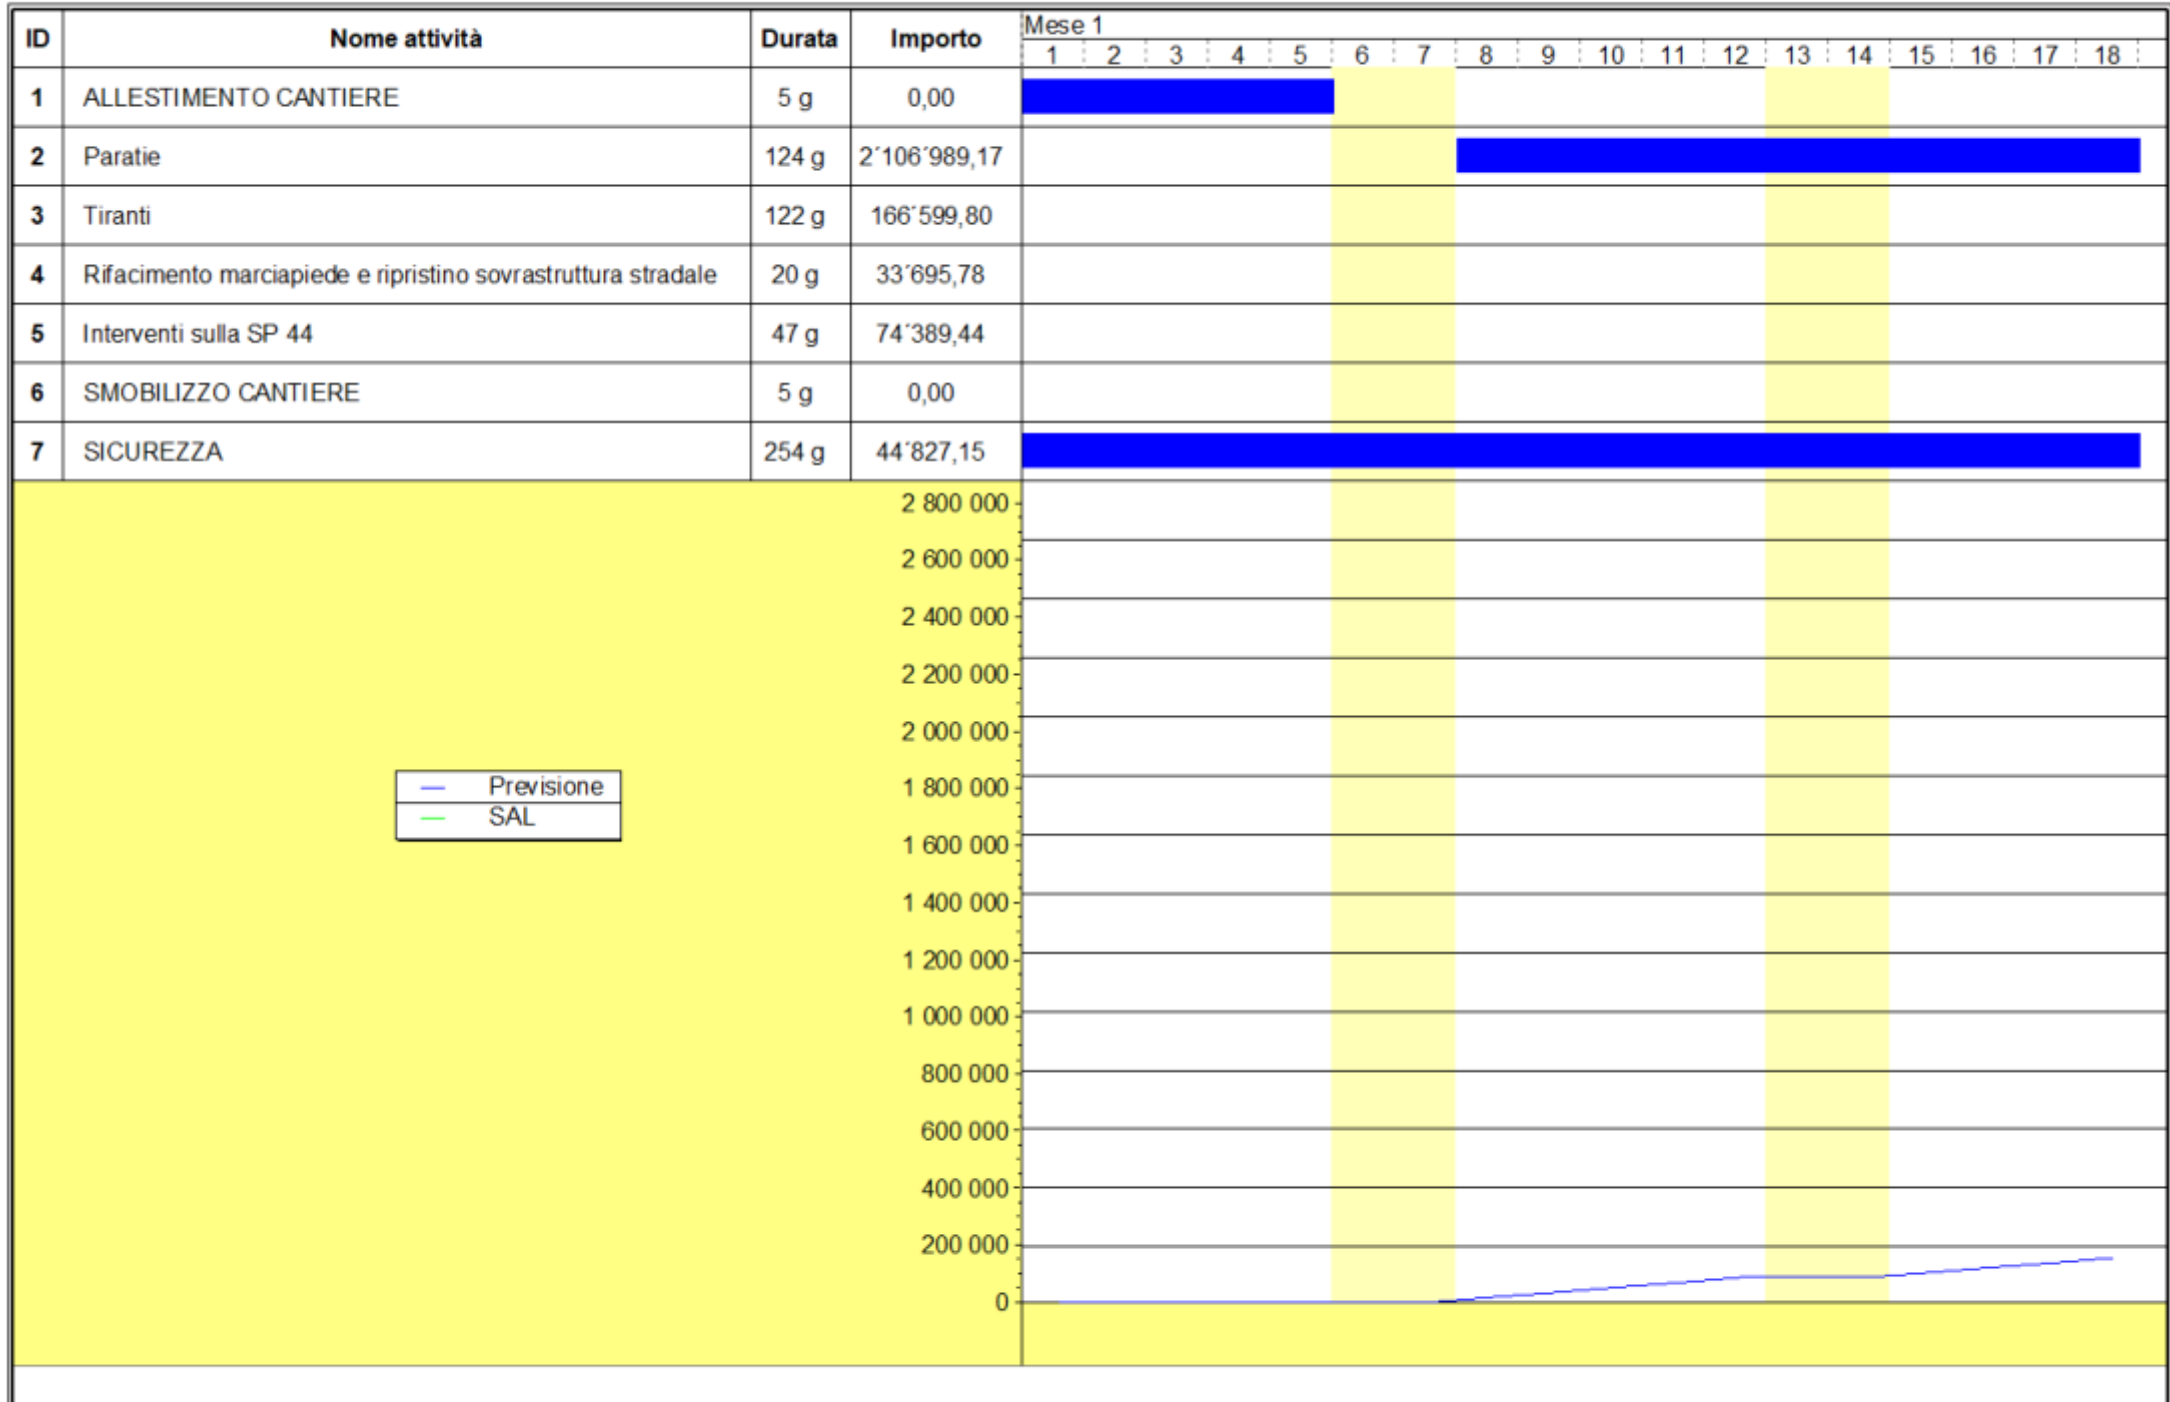 ID Nome attività Durata Importo Mese 1
1 2 3 4 5 6 7 8 9 10 11 12 13 14 15 16 17 18
1 ALLESTIMENTO CANTIERE 5 g 0,00
2 Paratie 124 g 2´106´989,17
3 Tiranti 122 g 166´599,80
4 Rifacimento marciapiede e ripristino sovrastruttura stradale 20 g 33´695,78
5 Interventi sulla SP 44 47 g 74´389,44
6 SMOBILIZZO CANTIERE 5 g 0,00
7 SICUREZZA 254 g 44´827,15
2 800 000
2 600 000
2 400 000
2 200 000
2 000 000
1 800 000
1 600 000
1 400 000
1 200 000
1 000 000
800 000
600 000
400 000
200 000
0
Previsione
SAL